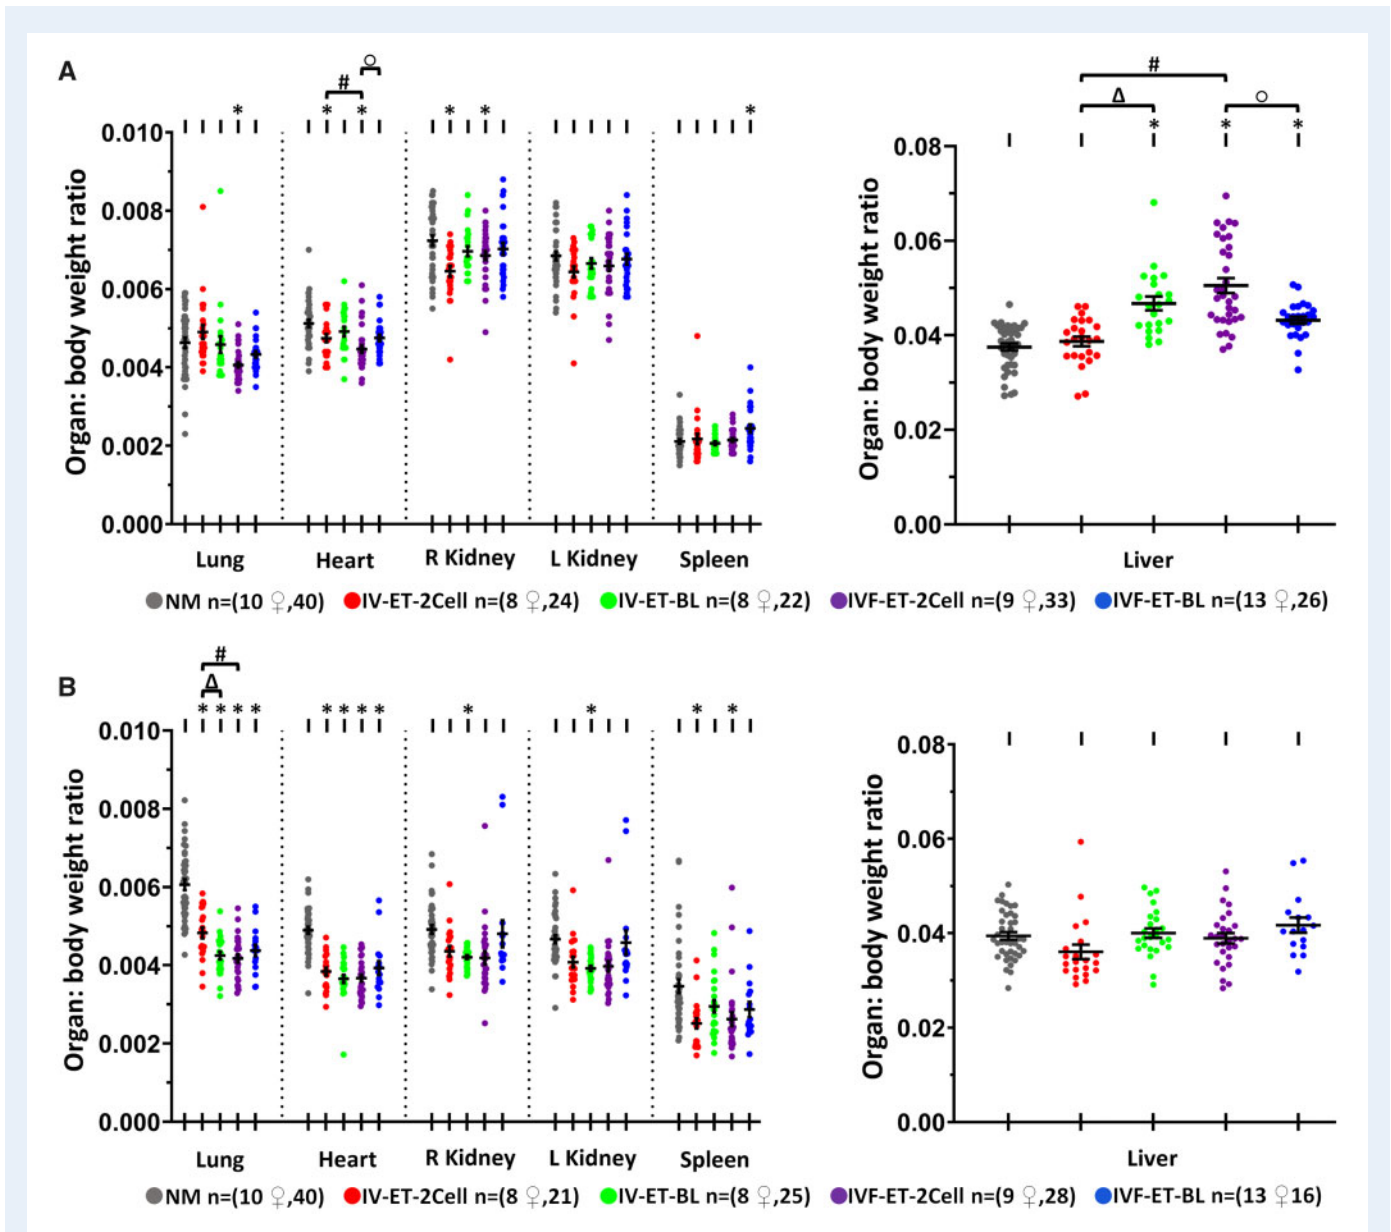 A
○
#
* * * * * *
0.010
0.008
0.006
0.004
0.002
0.000
Organ: body weight ratio
Lung Heart R Kidney L Kidney Spleen
#
Δ ○
* * *
0.08
0.06
0.04
0.02
0.00
Organ: body weight ratio
Liver
NM n=(10 ♀,40) IV-ET-2Cell n=(8 ♀,24) IV-ET-BL n=(8 ♀,22) IVF-ET-2Cell n=(9 ♀,33) IVF-ET-BL n=(13 ♀,26)
B
#
Δ
* * * * * * * * * * * *
0.010
0.008
0.006
0.004
0.002
0.000
Organ: body weight ratio
Lung Heart R Kidney L Kidney Spleen
0.08
0.06
0.04
0.02
0.00
Organ: body weight ratio
Liver
NM n=(10 ♀,40) IV-ET-2Cell n=(8 ♀,21) IV-ET-BL n=(8 ♀,25) IVF-ET-2Cell n=(9 ♀,28) IVF-ET-BL n=(13 ♀16)